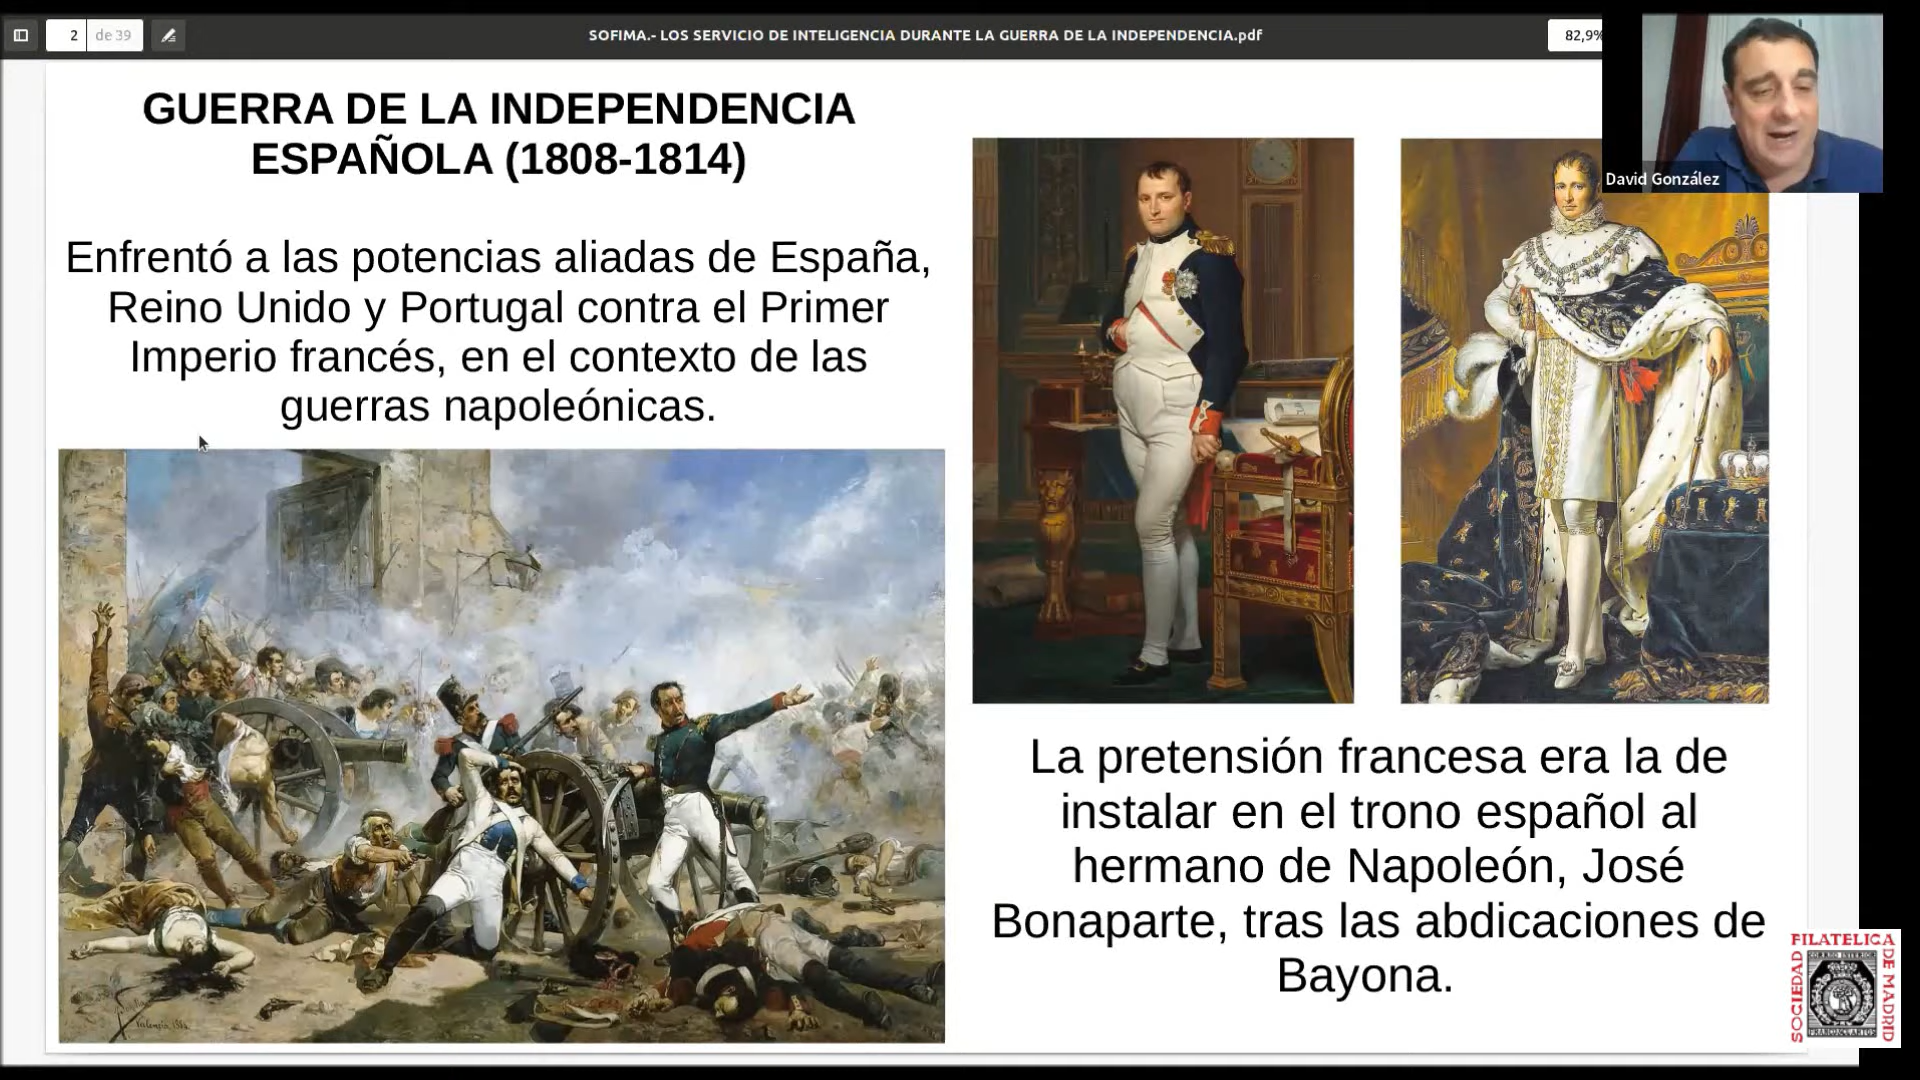 2 de 39
SOFIMA.- LOS SERVICIO DE INTELIGENCIA DURANTE LA GUERRA DE LA INDEPENDENCIA.pdf
82,9%
GUERRA DE LA INDEPENDENCIA
ESPAÑOLA (1808-1814)
Enfrentó a las potencias aliadas de España,
Reino Unido y Portugal contra el Primer
Imperio francés, en el contexto de las
guerras napoleónicas.
David González
La pretensión francesa era la de
instalar en el trono español al
hermano de Napoleón, José
Bonaparte, tras las abdicaciones de
Bayona.
SOCIEDAD
FILATELICA
DE MADRID